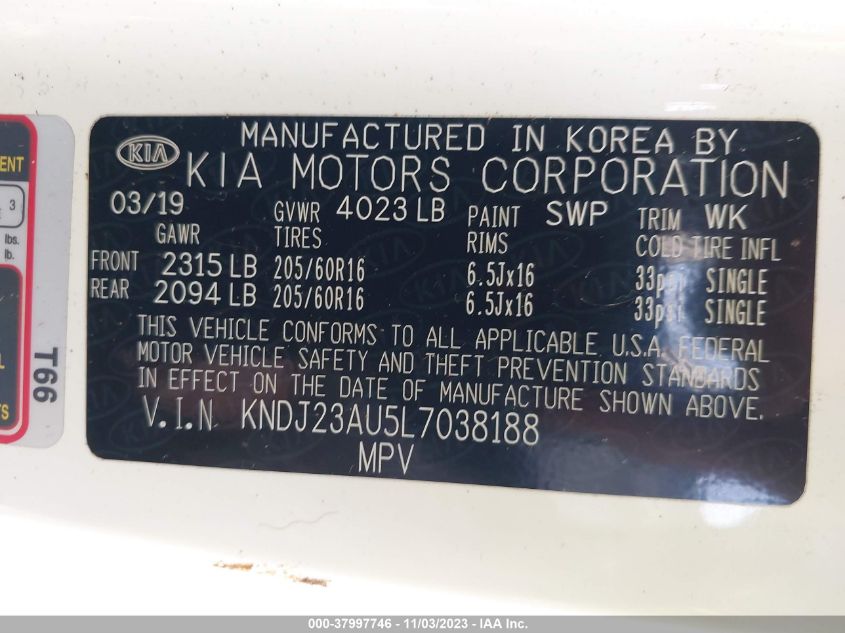 MANUFACTURED IN KOREA BY
KIA KIA MOTORS CORPORATION
03/19 GVWR 4023 LB PAINT SWP TRIM WK
GAWR TIRES RIMS COLD TIRE INFL
FRONT 2315 LB 205/60R16 6.5Jx16 33psi SINGLE
REAR 2094 LB 205/60R16 6.5Jx16 33psi SINGLE
THIS VEHICLE CONFORMS TO ALL APPLICABLE U.S.A. FEDERAL
MOTOR VEHICLE SAFETY AND THEFT PREVENTION STANDARDS
IN EFFECT ON THE DATE OF MANUFACTURE SHOWN ABOVE.
V.I.N KNDJ23AU5L7038188
MPV
3
lbs.
lb.
T66
000-37997746 - 11/03/2023 - IAA Inc.